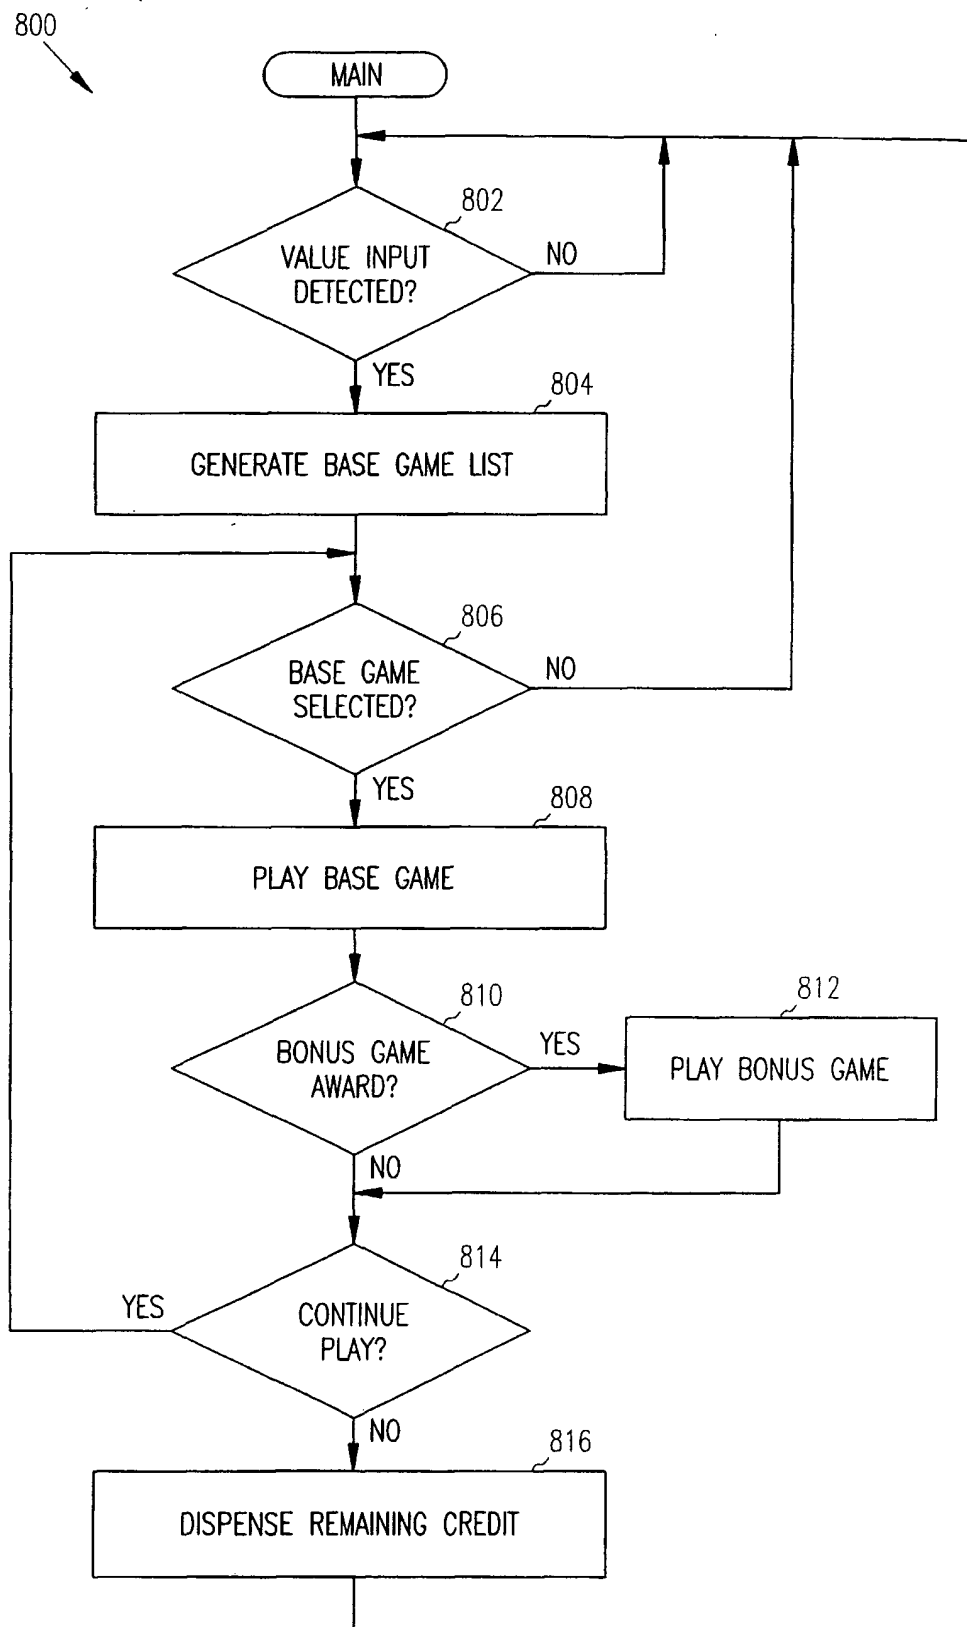 800
MAIN
802
VALUE INPUT
DETECTED?
NO
YES
804
GENERATE BASE GAME LIST
806
BASE GAME
SELECTED?
NO
YES
808
PLAY BASE GAME
810
BONUS GAME
AWARD?
YES
812
PLAY BONUS GAME
NO
814
CONTINUE
PLAY?
YES
NO
816
DISPENSE REMAINING CREDIT